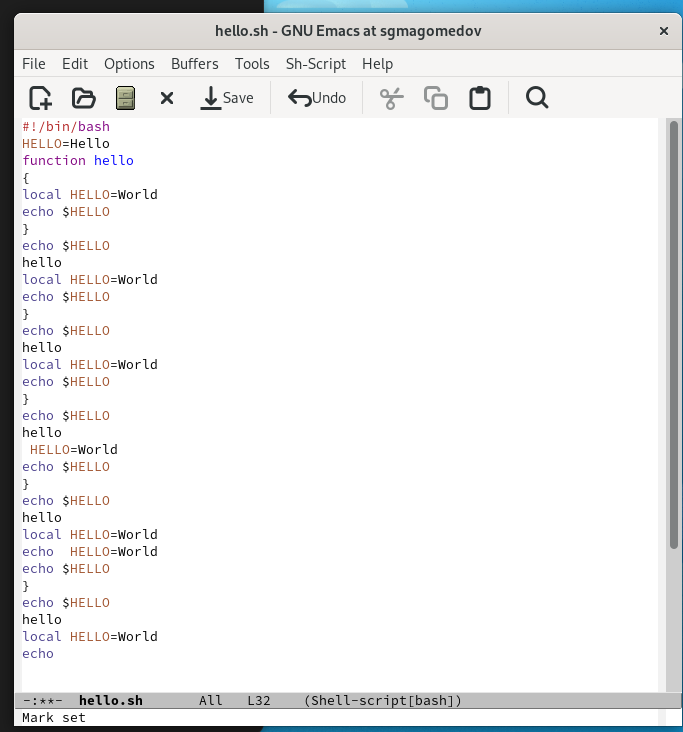 hello.sh - GNU Emacs at sgmagomedov
File Edit Options Buffers Tools Sh-Script Help
Save Undo
#!/bin/bash
HELLO=Hello
function hello
{
local HELLO=World
echo $HELLO
}
echo $HELLO
hello
local HELLO=World
echo $HELLO
}
echo $HELLO
hello
local HELLO=World
echo $HELLO
}
echo $HELLO
hello
 HELLO=World
echo $HELLO
}
echo $HELLO
hello
local HELLO=World
echo  HELLO=World
echo $HELLO
}
echo $HELLO
hello
local HELLO=World
echo
-:**-  hello.sh       All   L32    (Shell-script[bash])
Mark set